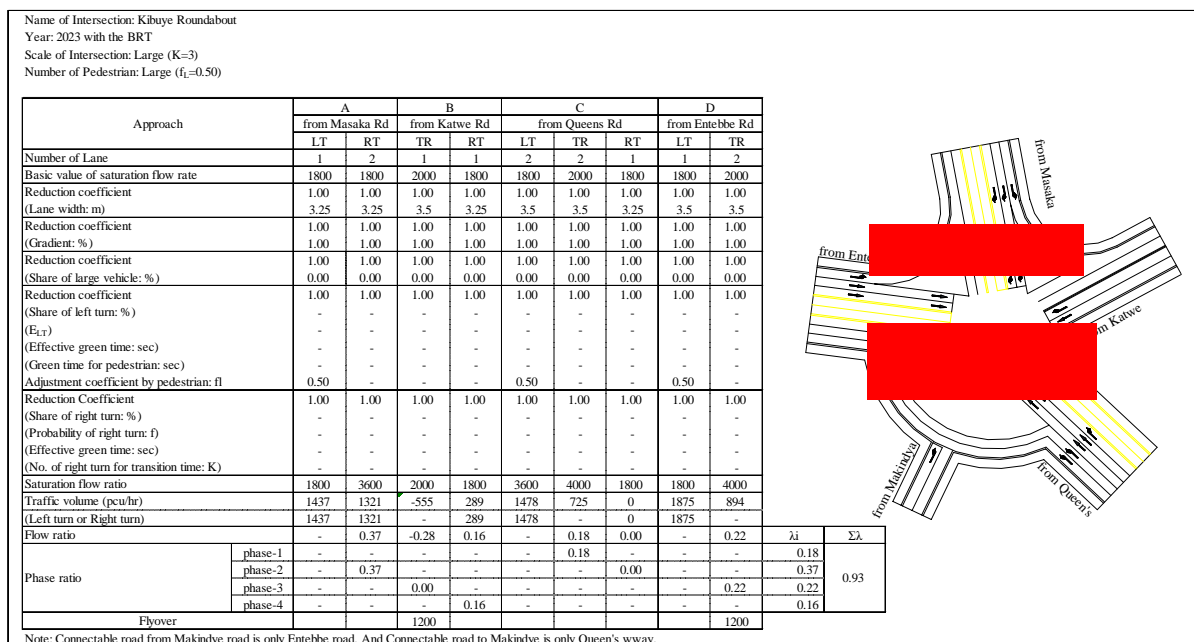 Name of Intersection: Kibuye Roundabout
Year: 2023 with the BRT
Scale of Intersection: Large (K=3)
Number of Pedestrian: Large (fL=0.50)
Approach A B C D
from Masaka Rd from Katwe Rd from Queens Rd from Entebbe Rd
LT RT TR RT LT TR RT LT TR
Number of Lane 1 2 1 1 2 2 1 1 2
Basic value of saturation flow rate 1800 1800 2000 1800 1800 2000 1800 1800 2000
Reduction coefficient 1.00 1.00 1.00 1.00 1.00 1.00 1.00 1.00 1.00
(Lane width: m) 3.25 3.25 3.5 3.25 3.5 3.5 3.25 3.5 3.5
Reduction coefficient 1.00 1.00 1.00 1.00 1.00 1.00 1.00 1.00 1.00
(Gradient: %) 1.00 1.00 1.00 1.00 1.00 1.00 1.00 1.00 1.00
Reduction coefficient 1.00 1.00 1.00 1.00 1.00 1.00 1.00 1.00 1.00
(Share of large vehicle: %) 0.00 0.00 0.00 0.00 0.00 0.00 0.00 0.00 0.00
Reduction coefficient 1.00 1.00 1.00 1.00 1.00 1.00 1.00 1.00 1.00
(Share of left turn: %) - - - - - - - - -
(ELT) - - - - - - - - -
(Effective green time: sec) - - - - - - - - -
(Green time for pedestrian: sec) - - - - - - - - -
Adjustment coefficient by pedestrian: fl 0.50 - - - 0.50 - - 0.50 -
Reduction Coefficient 1.00 1.00 1.00 1.00 1.00 1.00 1.00 1.00 1.00
(Share of right turn: %) - - - - - - - - -
(Probability of right turn: f) - - - - - - - - -
(Effective green time: sec) - - - - - - - - -
(No. of right turn for transition time: K) - - - - - - - - -
Saturation flow ratio 1800 3600 2000 1800 3600 4000 1800 1800 4000
Traffic volume (pcu/hr) 1437 1321 -555 289 1478 725 0 1875 894
(Left turn or Right turn) 1437 1321 - 289 1478 - 0 1875 -
Flow ratio - 0.37 -0.28 0.16 - 0.18 0.00 - 0.22 λi Σλ
Phase ratio
phase-1 - - - - - 0.18 - - - 0.18
phase-2 - 0.37 - - - - 0.00 - - 0.37
0.93
phase-3 - - 0.00 - - - - - 0.22 0.22
phase-4 - - - 0.16 - - - - - 0.16
Flyover 1200 1200
Note: Connectable road from Makindye road is only Entebbe road. And Connectable road to Makindye is only Queen's wway.
from Masaka
from
from Katwe
from Makindya
from Queen's